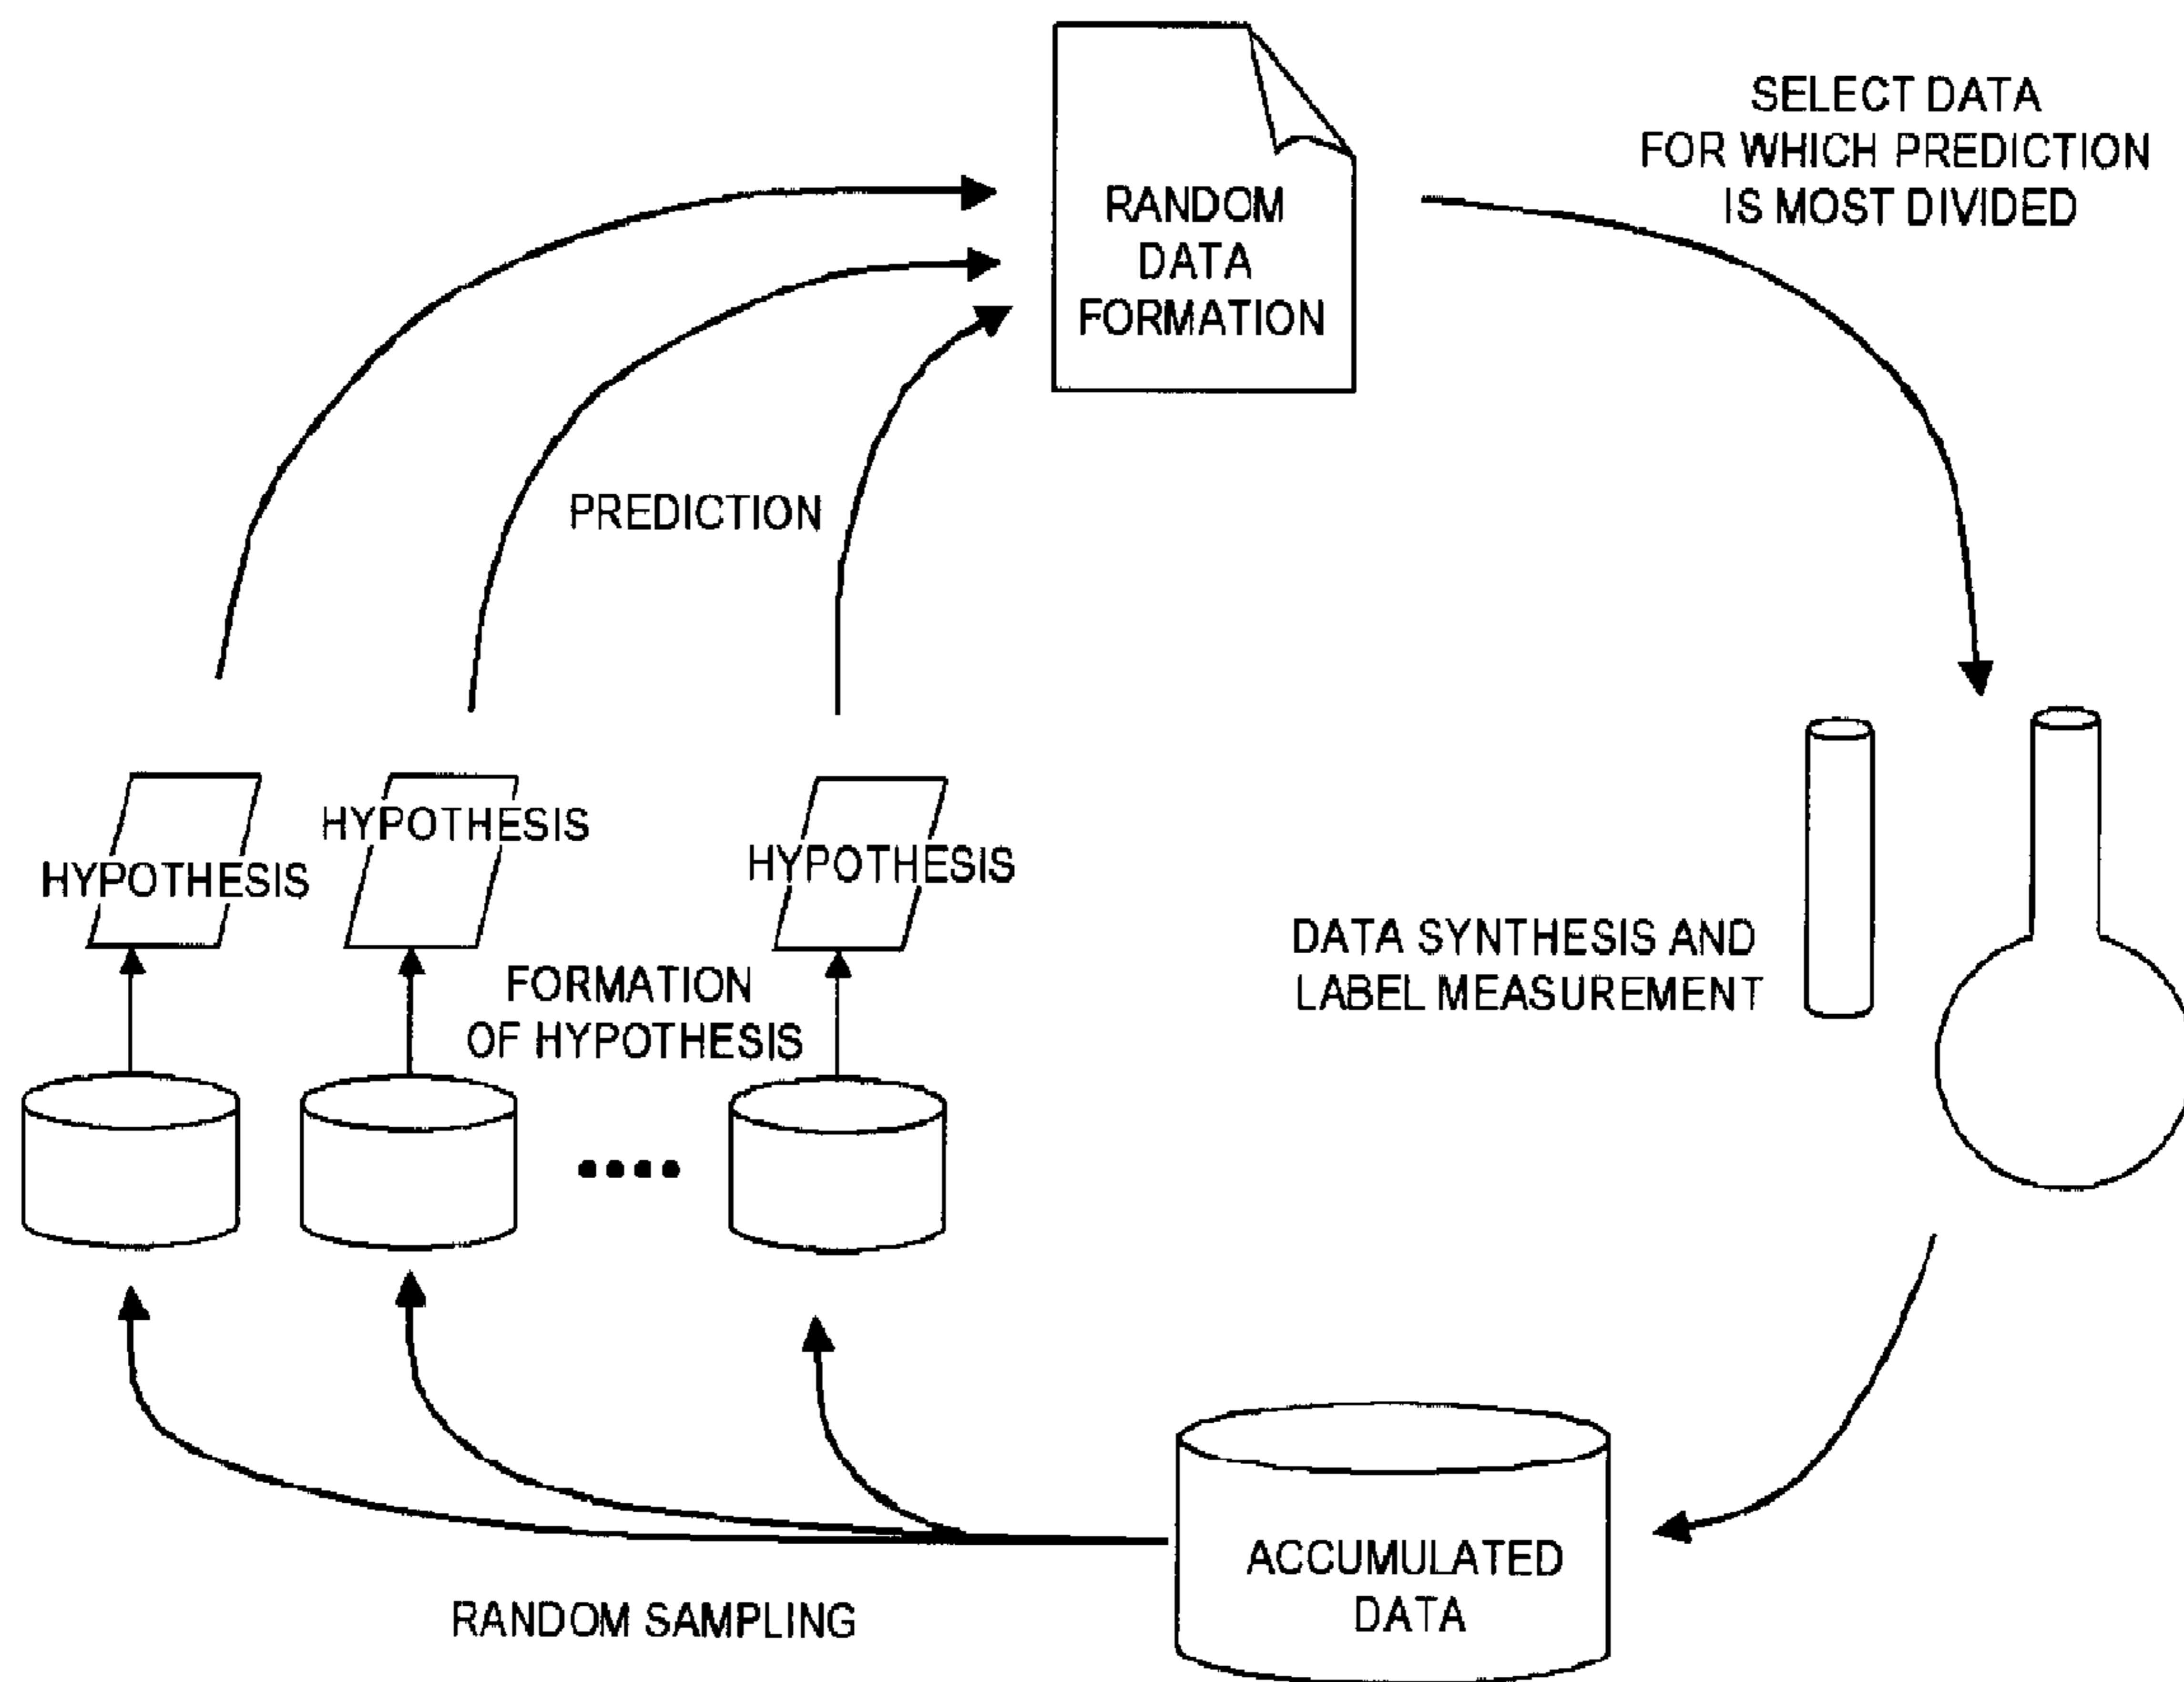 RANDOM
DATA
FORMATION
SELECT DATA
FOR WHICH PREDICTION
IS MOST DIVIDED
PREDICTION
HYPOTHESIS
HYPOTHESIS
HYPOTHESIS
FORMATION
OF HYPOTHESIS
DATA SYNTHESIS AND
LABEL MEASUREMENT
ACCUMULATED
DATA
RANDOM SAMPLING